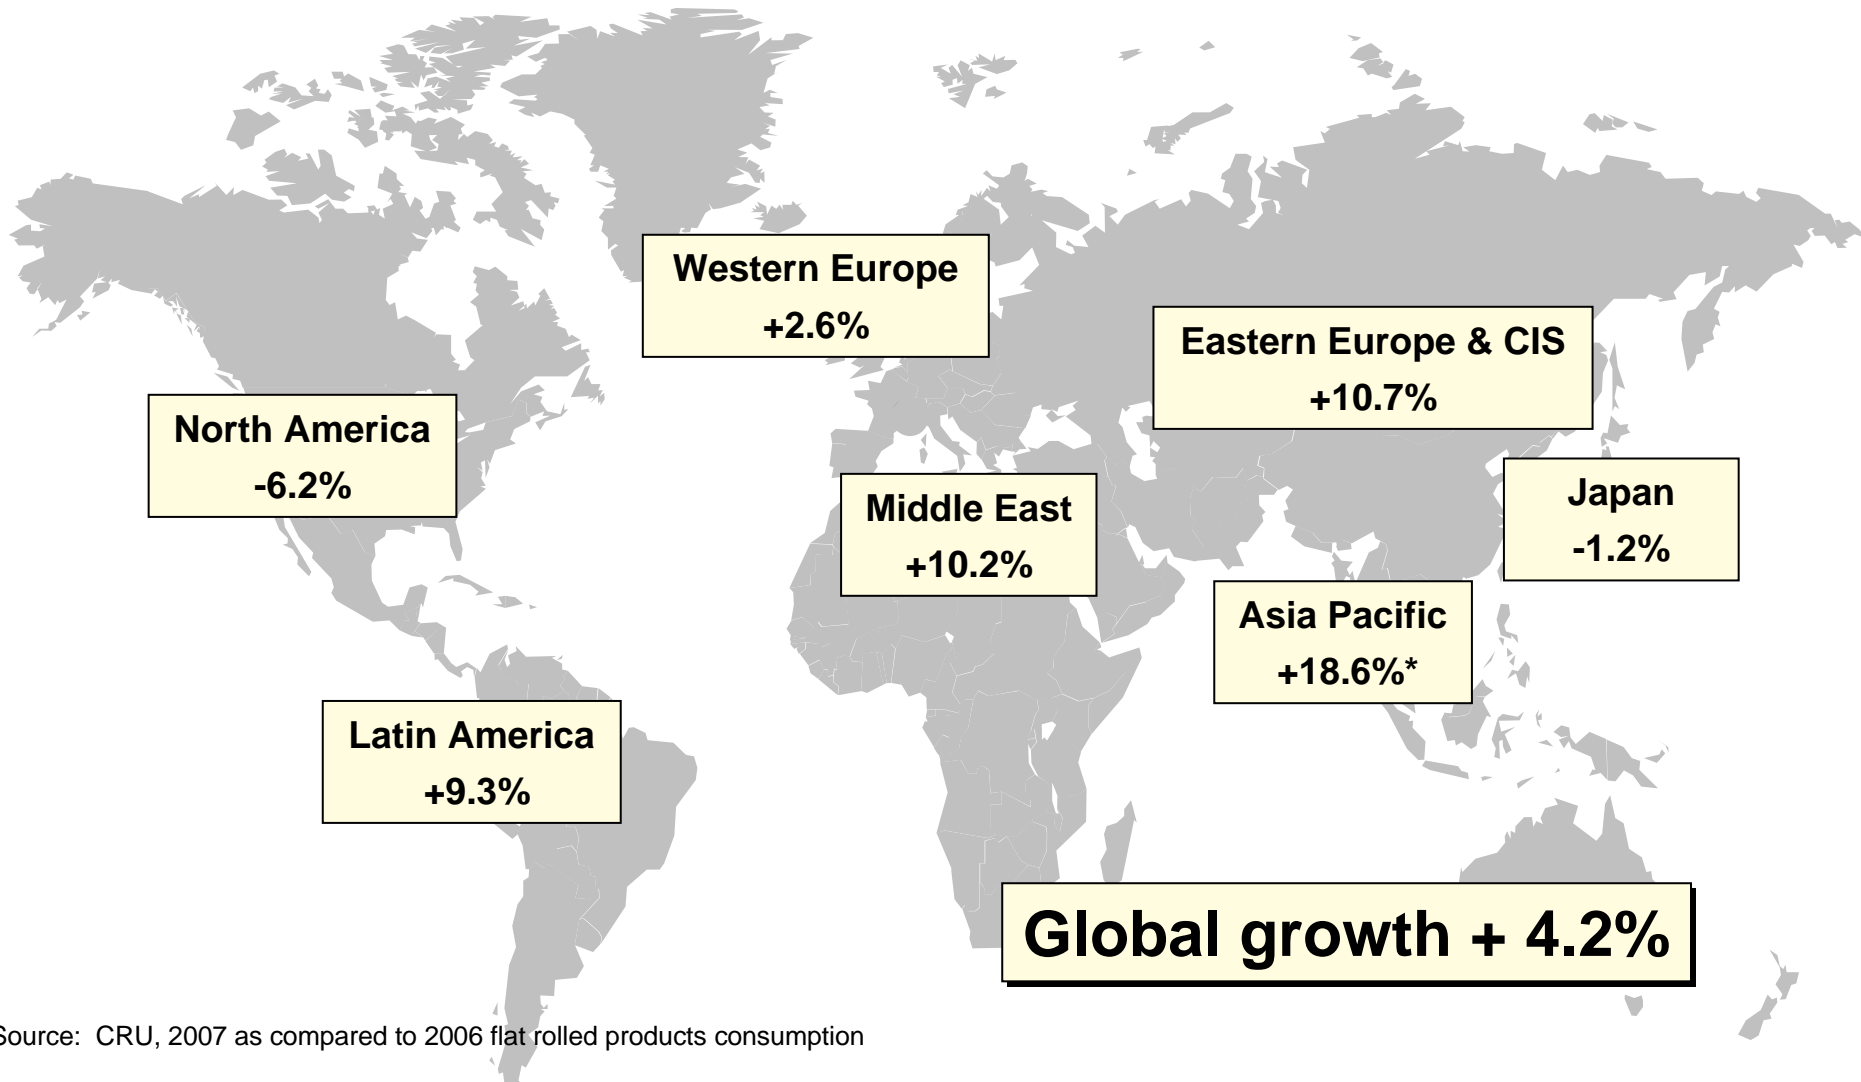 Western Europe
+2.6%
Eastern Europe & CIS
+10.7%
North America
-6.2%
Middle East
+10.2%
Japan
-1.2%
Asia Pacific
+18.6%*
Latin America
+9.3%
Global growth + 4.2%
Source: CRU, 2007 as compared to 2006 flat rolled products consumption